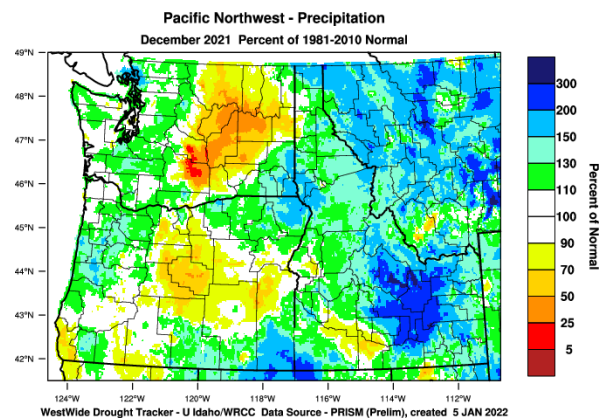 Pacific Northwest - Precipitation
December 2021 Percent of 1981-2010 Normal
49°N
48°N
47°N
46°N
45°N
44°N
43°N
42°N
124°W 122°W 120°W 118°W 116°W 114°W 112°W
300
200
150
130
110
100
90
70
50
25
5
Percent of Normal
WestWide Drought Tracker - U Idaho/WRCC Data Source - PRISM (Prelim), created 5 JAN 2022